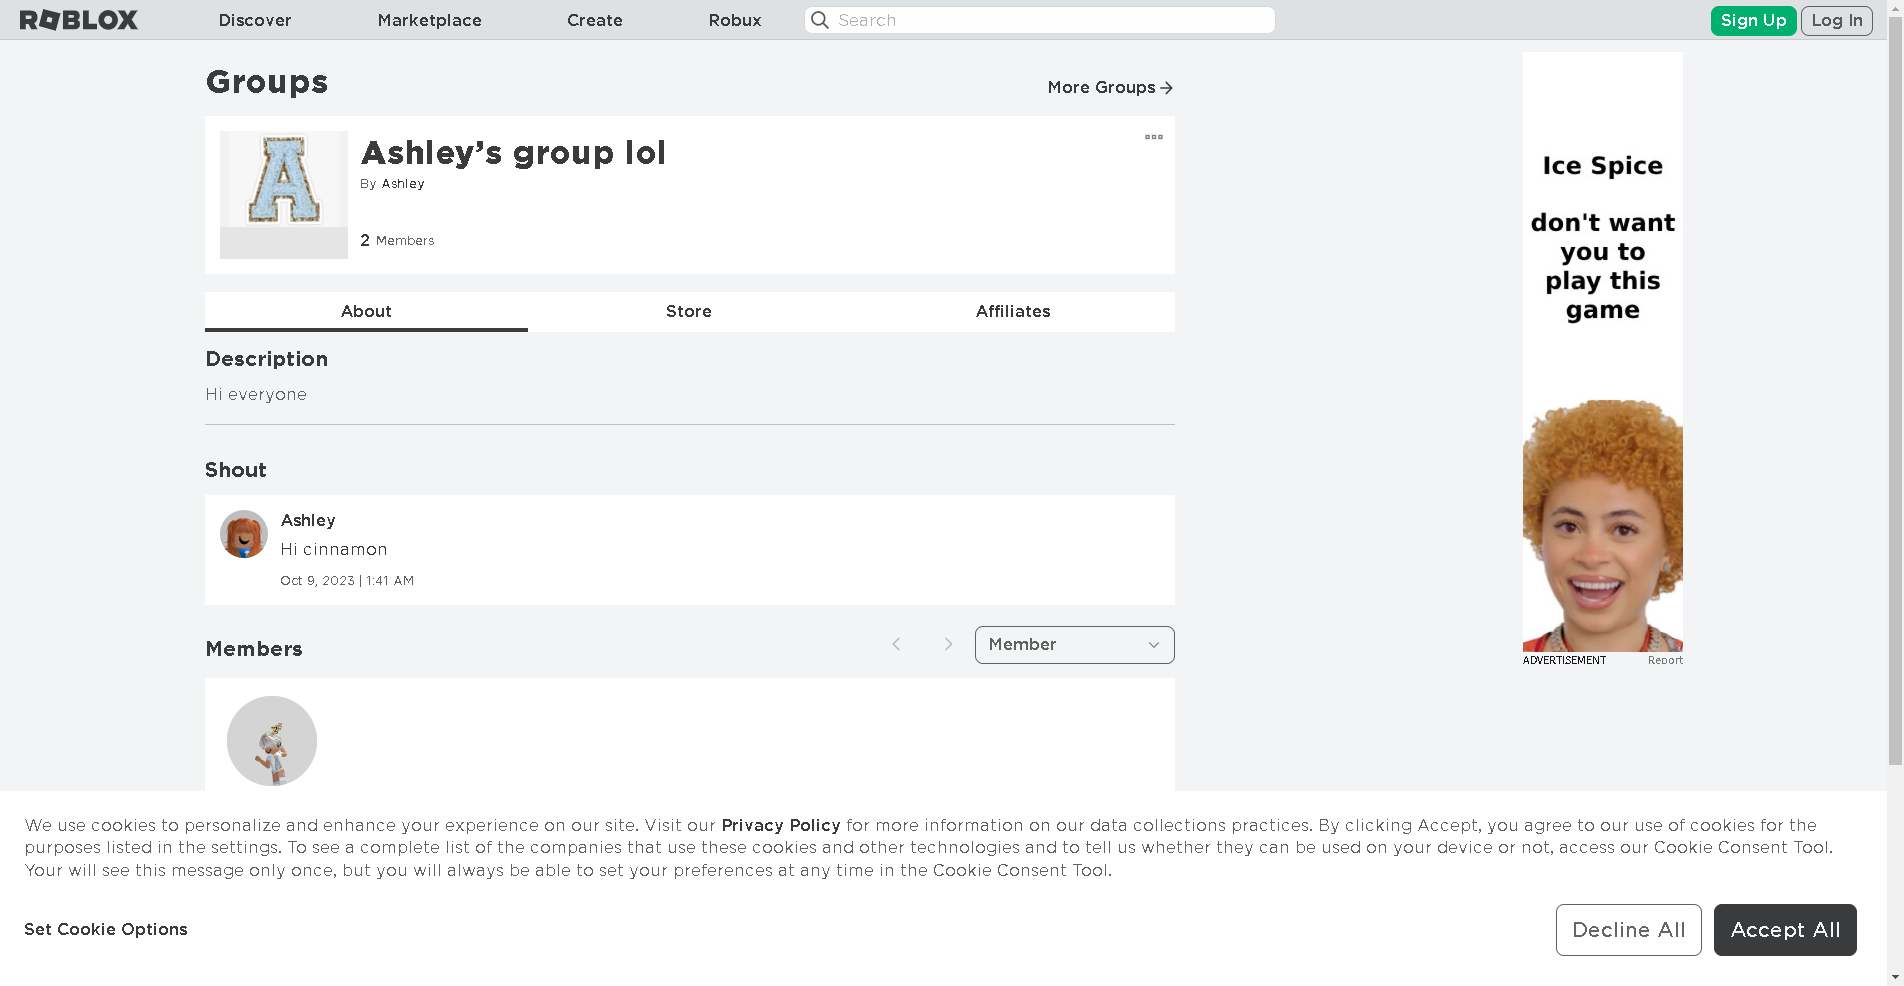 ROBLOX Discover Marketplace Create Robux Search Sign Up Log In
Groups
More Groups
Ashley's group lol
By Ashley
2 Members
About Store Affiliates
Description
Hi everyone
Shout
Ashley
Hi cinnamon
Oct 9, 2023 | 1:41 AM
Members
Member
Ice Spice
don't want
you to
play this
game
ADVERTISEMENT Report
We use cookies to personalize and enhance your experience on our site. Visit our Privacy Policy for more information on our data collections practices. By clicking Accept, you agree to our use of cookies for the
purposes listed in the settings. To see a complete list of the companies that use these cookies and other technologies and to tell us whether they can be used on your device or not, access our Cookie Consent Tool.
Your will see this message only once, but you will always be able to set your preferences at any time in the Cookie Consent Tool.
Set Cookie Options
Decline All
Accept All